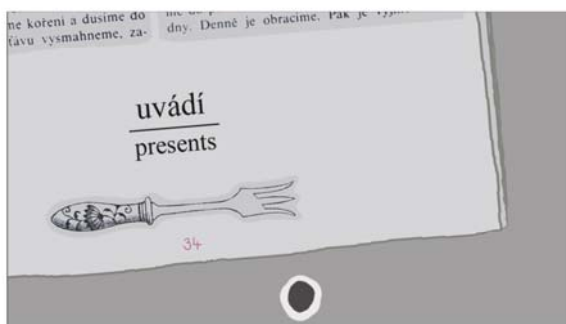 ne koření a dusíme do
ťávu vysmahneme, za-
dny. Denně je obracíme. Pak je
uvádí
presents
34